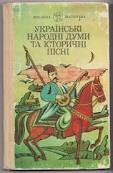 УКРАЇНСЬКІ
НАРОДНІ ДУМИ
ТА ІСТОРИЧНІ
ПІСНІ